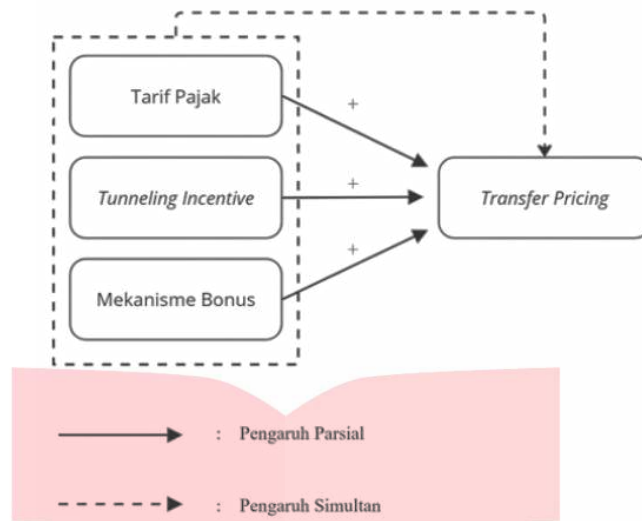 Tarif Pajak
+
Tunneling Incentive
+
Transfer Pricing
+
Mekanisme Bonus
: Pengaruh Parsial
: Pengaruh Simultan